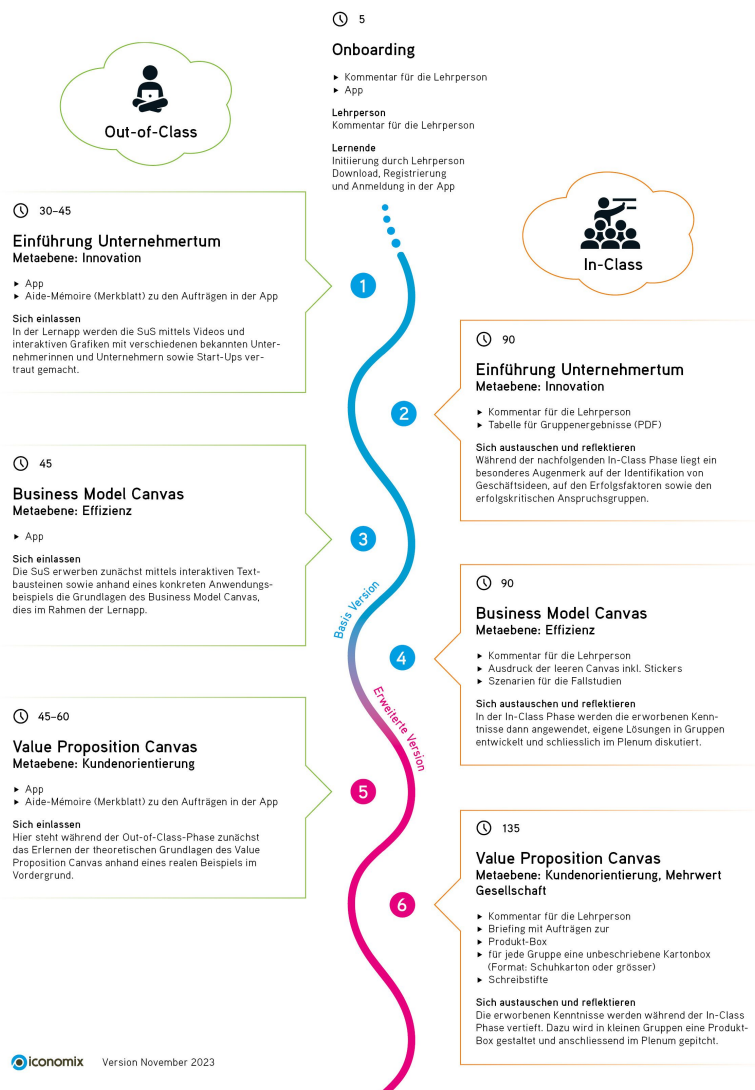 5
Onboarding
▸ Kommentar für die Lehrperson
▸ App
Lehrperson
Kommentar für die Lehrperson
Lernende
Initiierung durch Lehrperson
Download, Registrierung
und Anmeldung in der App
Out-of-Class
In-Class
30–45
Einführung Unternehmertum
Metaebene: Innovation
▸ App
▸ Aide-Mémoire (Merkblatt) zu den Aufträgen in der App
Sich einlassen
In der Lernapp werden die SuS mittels Videos und
interaktiven Grafiken mit verschiedenen bekannten Unter-
nehmerinnen und Unternehmern sowie Start-Ups ver-
traut gemacht.
1
90
Einführung Unternehmertum
Metaebene: Innovation
▸ Kommentar für die Lehrperson
▸ Tabelle für Gruppenergebnisse (PDF)
Sich austauschen und reflektieren
Während der nachfolgenden In-Class Phase liegt ein
besonderes Augenmerk auf der Identifikation von
Geschäftsideen, auf den Erfolgsfaktoren sowie den
erfolgskritischen Anspruchsgruppen.
2
45
Business Model Canvas
Metaebene: Effizienz
▸ App
Sich einlassen
Die SuS erwerben zunächst mittels interaktiven Text-
bausteinen sowie anhand eines konkreten Anwendungs-
beispiels die Grundlagen des Business Model Canvas,
dies im Rahmen der Lernapp.
3
Basis Version
90
Business Model Canvas
Metaebene: Effizienz
▸ Kommentar für die Lehrperson
▸ Ausdruck der leeren Canvas inkl. Stickers
▸ Szenarien für die Fallstudien
Sich austauschen und reflektieren
In der In-Class Phase werden die erworbenen Kennt-
nisse dann angewendet, eigene Lösungen in Gruppen
entwickelt und schliesslich im Plenum diskutiert.
4
Erweiterte Version
45–60
Value Proposition Canvas
Metaebene: Kundenorientierung
▸ App
▸ Aide-Mémoire (Merkblatt) zu den Aufträgen in der App
Sich einlassen
Hier steht während der Out-of-Class-Phase zunächst
das Erlernen der theoretischen Grundlagen des Value
Proposition Canvas anhand eines realen Beispiels im
Vordergrund.
5
135
Value Proposition Canvas
Metaebene: Kundenorientierung, Mehrwert
Gesellschaft
▸ Kommentar für die Lehrperson
▸ Briefing mit Aufträgen zur
▸ Produkt-Box
▸ für jede Gruppe eine unbeschriebene Kartonbox
(Format: Schuhkarton oder grösser)
▸ Schreibstifte
Sich austauschen und reflektieren
Die erworbenen Kenntnisse werden während der In-Class
Phase vertieft. Dazu wird in kleinen Gruppen eine Produkt-
Box gestaltet und anschliessend im Plenum gepitcht.
6
iconomix
Version November 2023